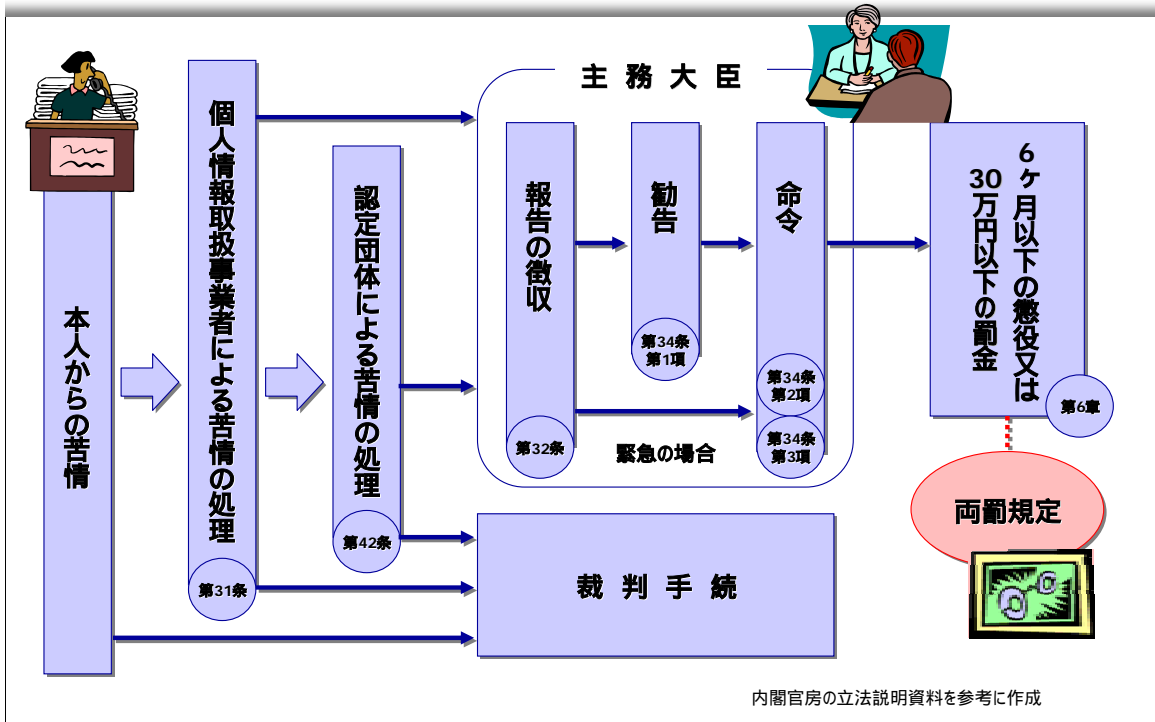 本人からの苦情
個人情報取扱事業者による苦情の処理
第31条
認定団体による苦情の処理
第42条
主務大臣
報告の徴収
第32条
勧告
第34条
第1項
命令
第34条
第2項
第34条
第3項
緊急の場合
6ヶ月以下の懲役又は
30万円以下の罰金
第6章
両罰規定
裁判手続
内閣官房の立法説明資料を参考に作成